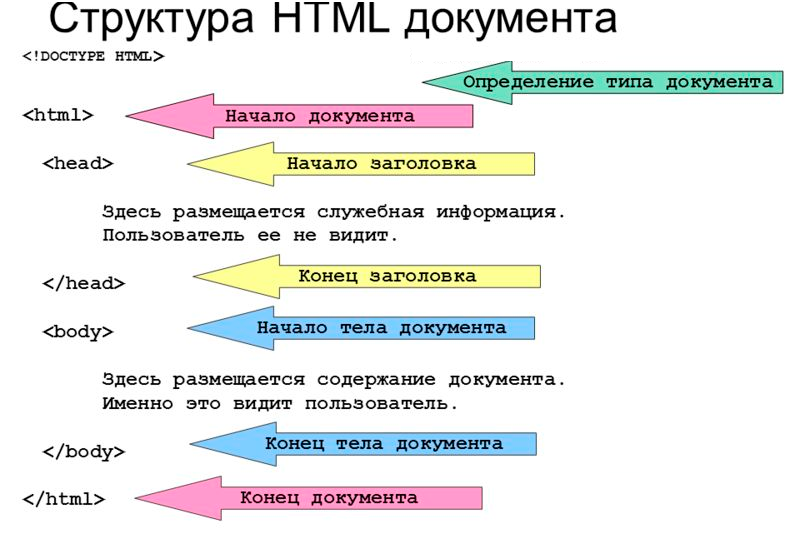 Структура HTML документа
<!DOCTYPE HTML>
Определение типа документа
<html> Начало документа
<head> Начало заголовка
Здесь размещается служебная информация.
Пользователь ее не видит.
</head> Конец заголовка
<body> Начало тела документа
Здесь размещается содержание документа.
Именно это видит пользователь.
</body> Конец тела документа
</html> Конец документа